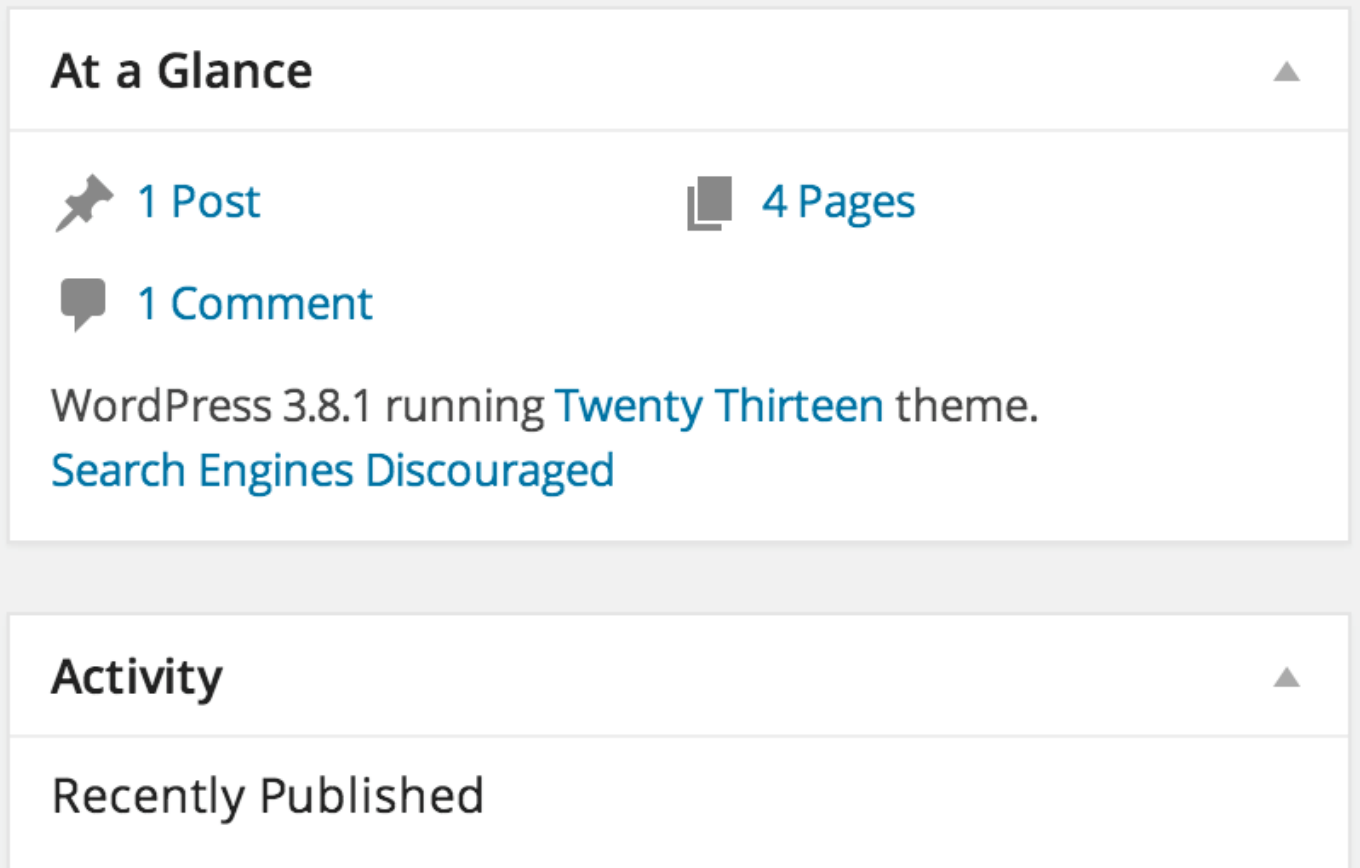 At a Glance
1 Post
4 Pages
1 Comment
WordPress 3.8.1 running Twenty Thirteen theme.
Search Engines Discouraged
Activity
Recently Published